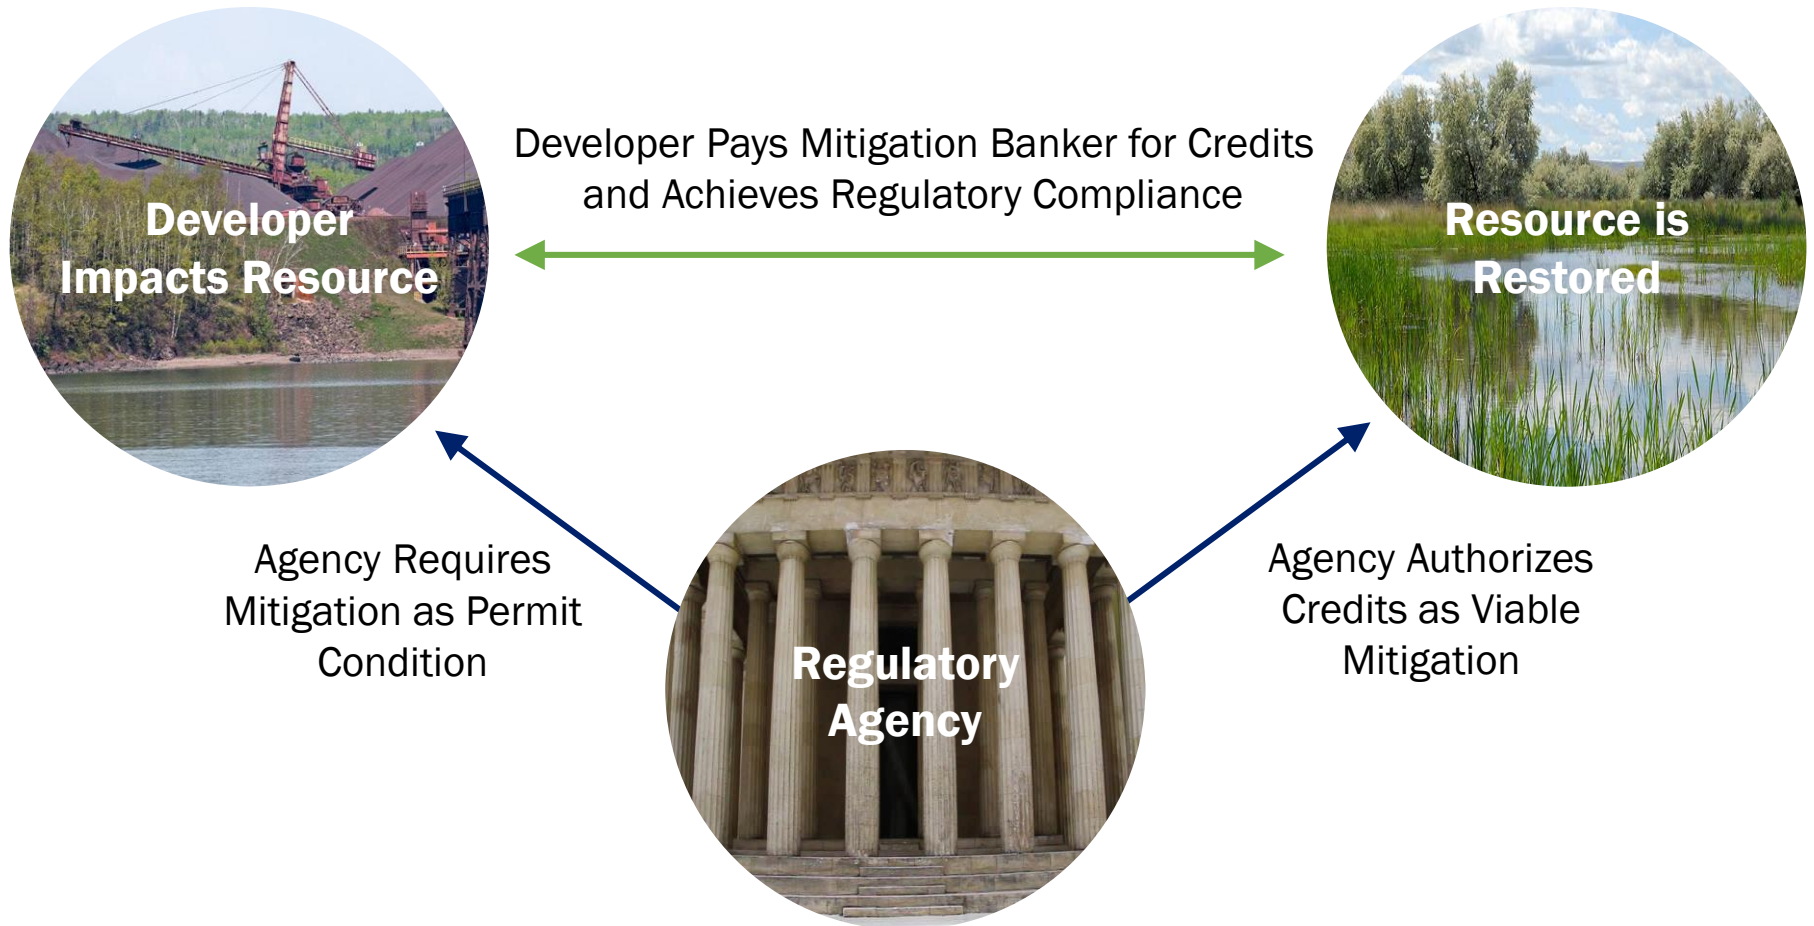 Developer Pays Mitigation Banker for Credits
and Achieves Regulatory Compliance
Developer
Impacts Resource
Resource is
Restored
Agency Requires
Mitigation as Permit
Condition
Agency Authorizes
Credits as Viable
Mitigation
Regulatory
Agency